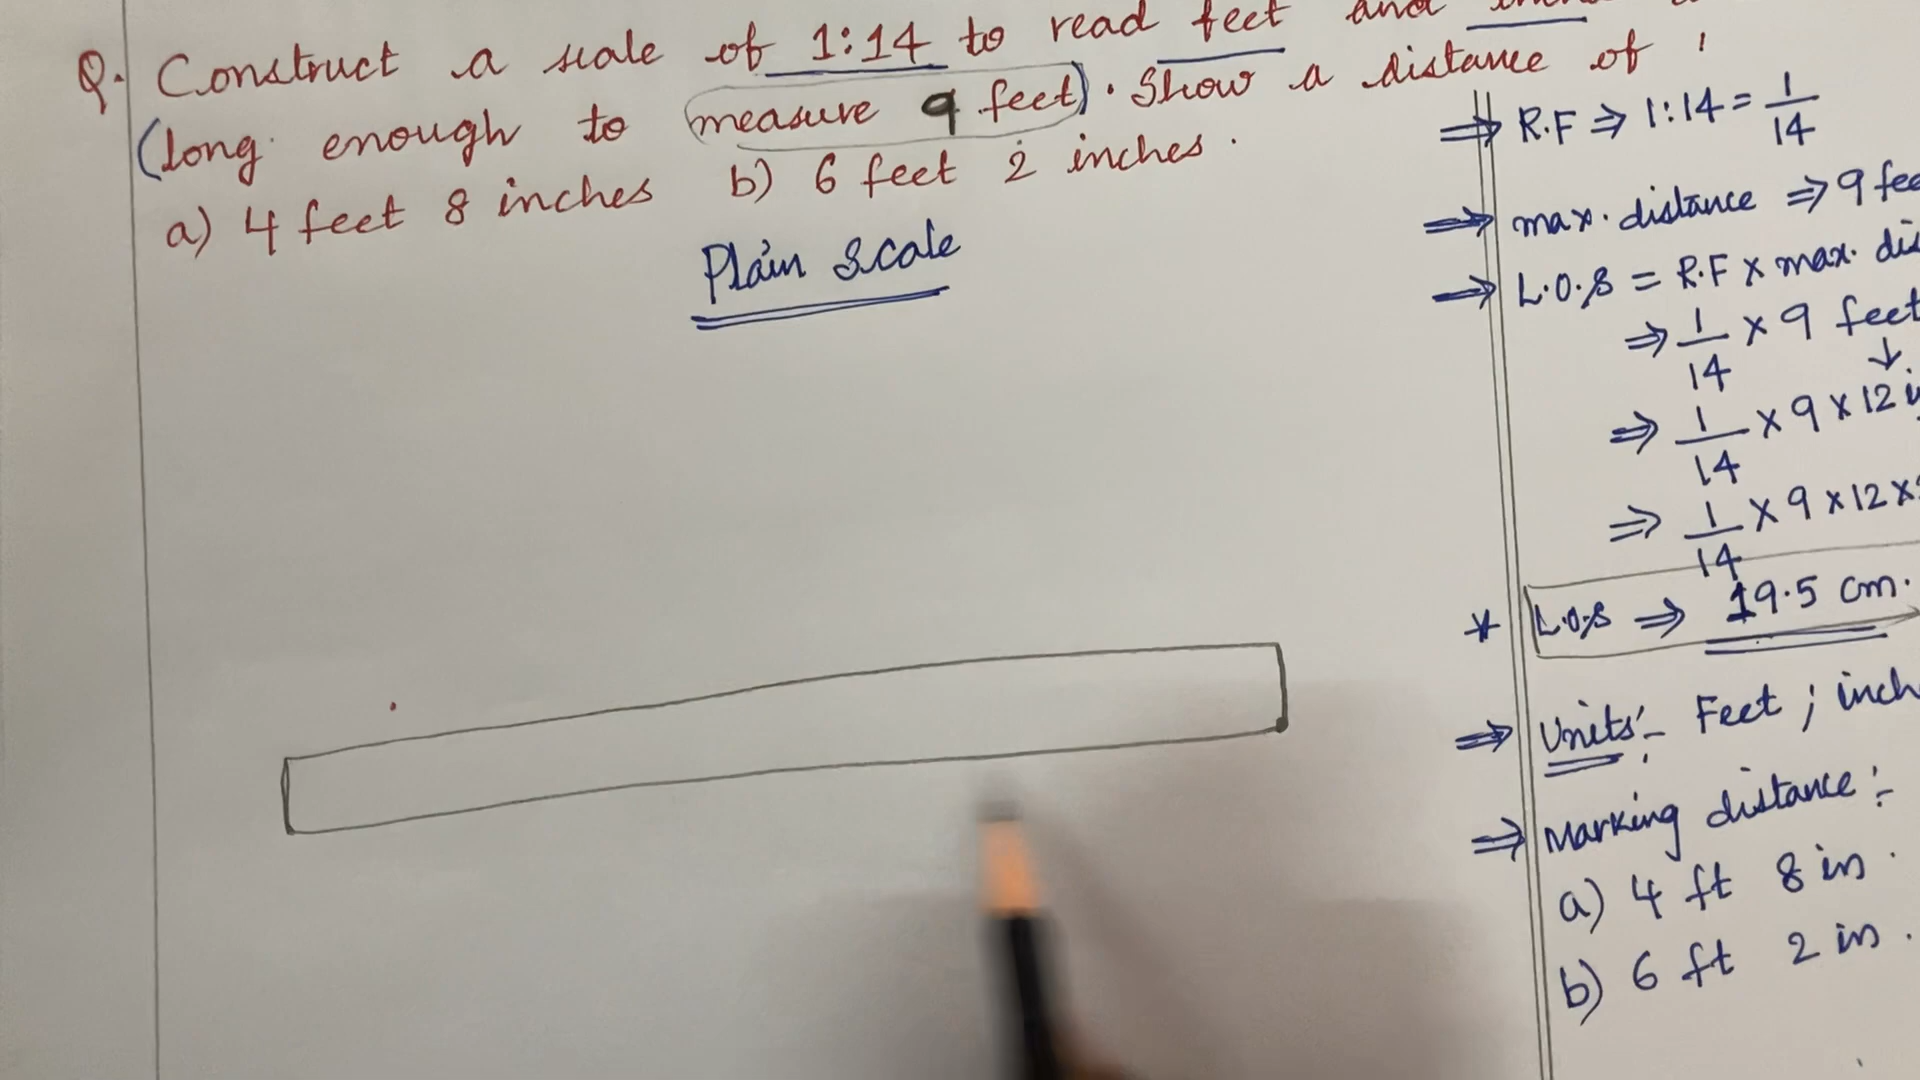 Q. Construct a scale of 1:14 to read feet and
(long enough to (measure 9 feet). Show a distance of
a) 4 feet 8 inches b) 6 feet 2 inches.
Plain Scale
⇒ R.F ⇒ 1:14 = 1/14
⇒ max. distance ⇒ 9
→ L.O.S = R.F x max.
⇒ 1/14 x 9 feet
↓
⇒ 1/14 x 9 x 12
⇒ 1/14 x 9 x 12 x
* L.O.S ⇒ 19.5 cm.
⇒ Units:- Feet ;
⇒ Marking distance :-
a) 4 ft 8 in.
b) 6 ft 2 in.